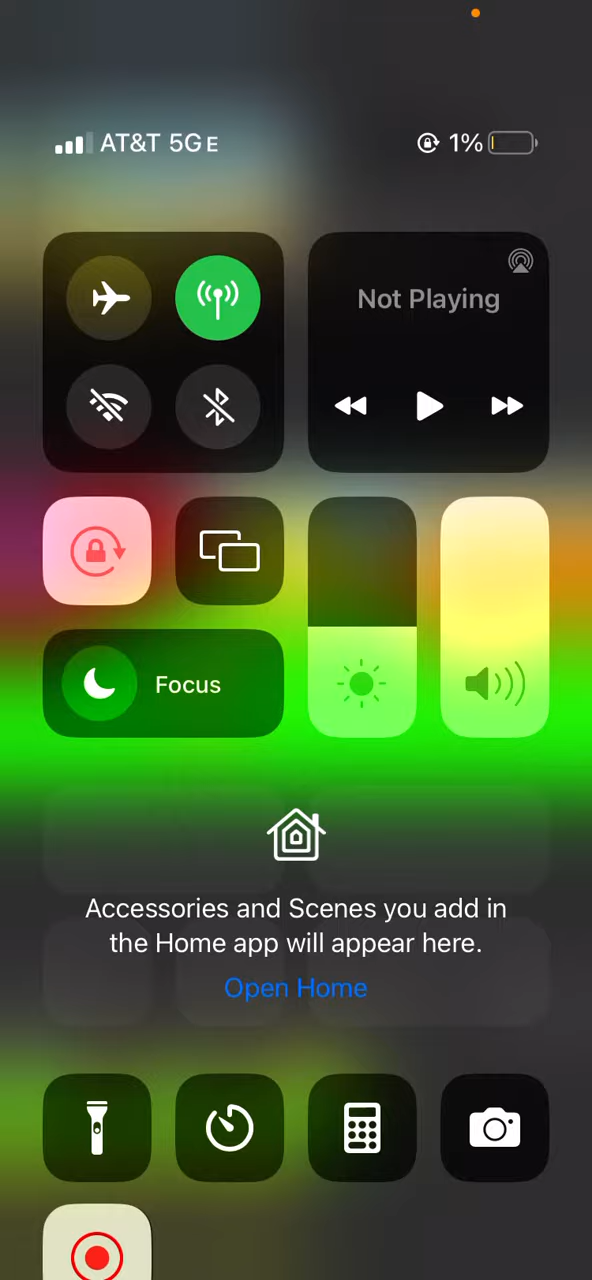 AT&T 5G E
1%
Not Playing
Focus
Accessories and Scenes you add in
the Home app will appear here.
Open Home